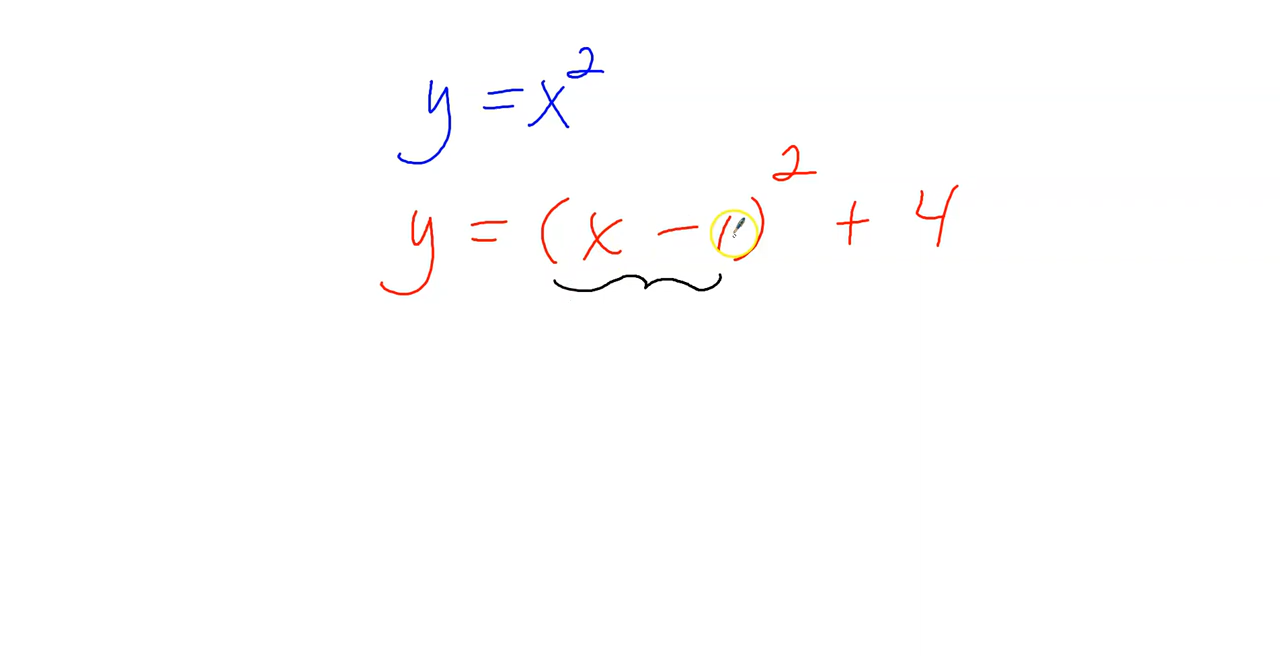 y = x²
y = (x - 1)² + 4